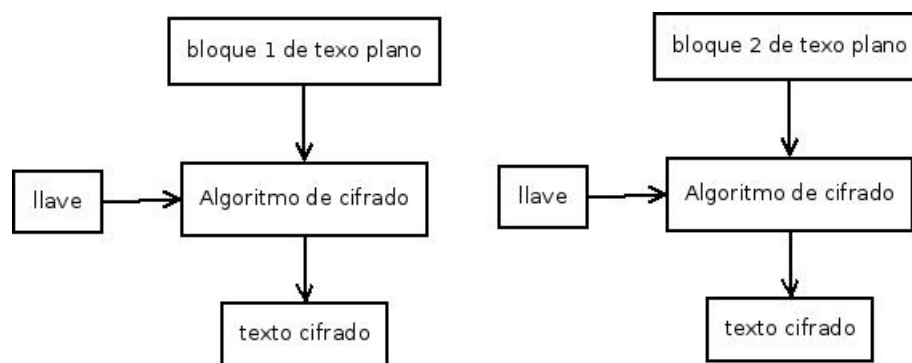 bloque 1 de texo plano
llave
Algoritmo de cifrado
texto cifrado
bloque 2 de texo plano
llave
Algoritmo de cifrado
texto cifrado